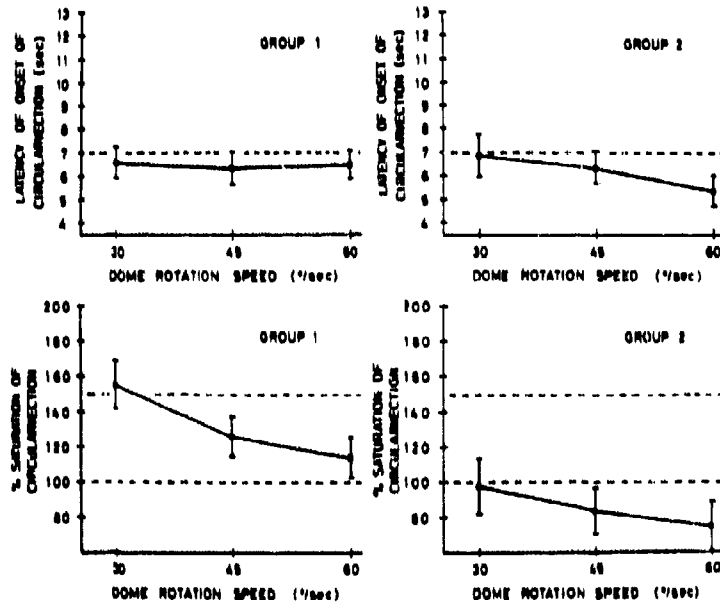 LATENCY OF ONSET OF
CIRCULARVECTION (sec)
13
12
11
10
9
8
7
6
5
4
GROUP 1
30
45
60
DOME ROTATION SPEED (°/sec)
LATENCY OF ONSET OF
CIRCULARVECTION (sec)
13
12
11
10
9
8
7
6
5
4
GROUP 2
30
45
60
DOME ROTATION SPEED (°/sec)
% SATURATION OF
CIRCULARVECTION
200
180
160
140
120
100
80
GROUP 1
30
45
60
DOME ROTATION SPEED (°/sec)
% SATURATION OF
CIRCULARVECTION
200
180
160
140
120
100
80
GROUP 2
30
45
60
DOME ROTATION SPEED (°/sec)